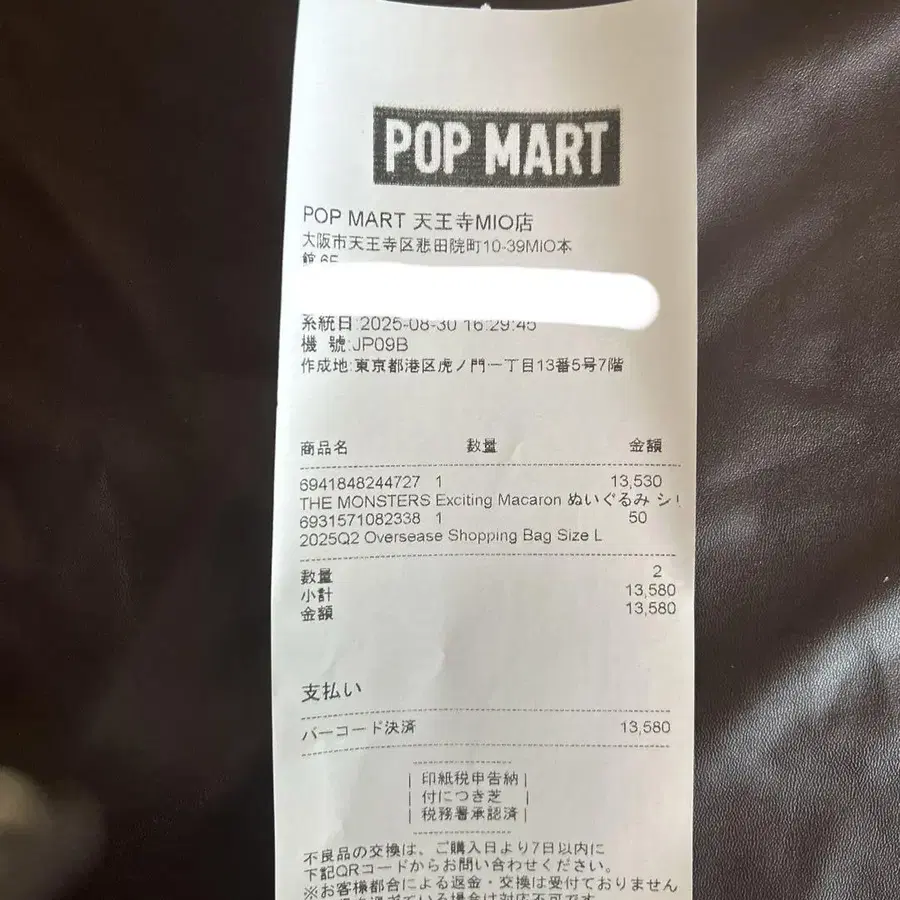 POP MART
POP MART 天王寺MIO店
大阪市天王寺区悲田院町10-39MIO本
館 6F
系統日:2025-08-30 16:29:45
機 號:JP09B
作成地:東京都港区虎ノ門一丁目13番5号7階
商品名 数量 金額
6941848244727 1 13,530
THE MONSTERS Exciting Macaron ぬいぐるみ シリ
6931571082338 1 50
2025Q2 Oversease Shopping Bag Size L
数量 2
小計 13,580
金額 13,580
支払い
バーコード決済 13,580
印紙税申告納
付につき芝
税務署承認済
不良品の交換は、ご購入日より7日以内に
下記QRコードからお問い合わせください。
※お客様都合による返金・交換は受付ておりません